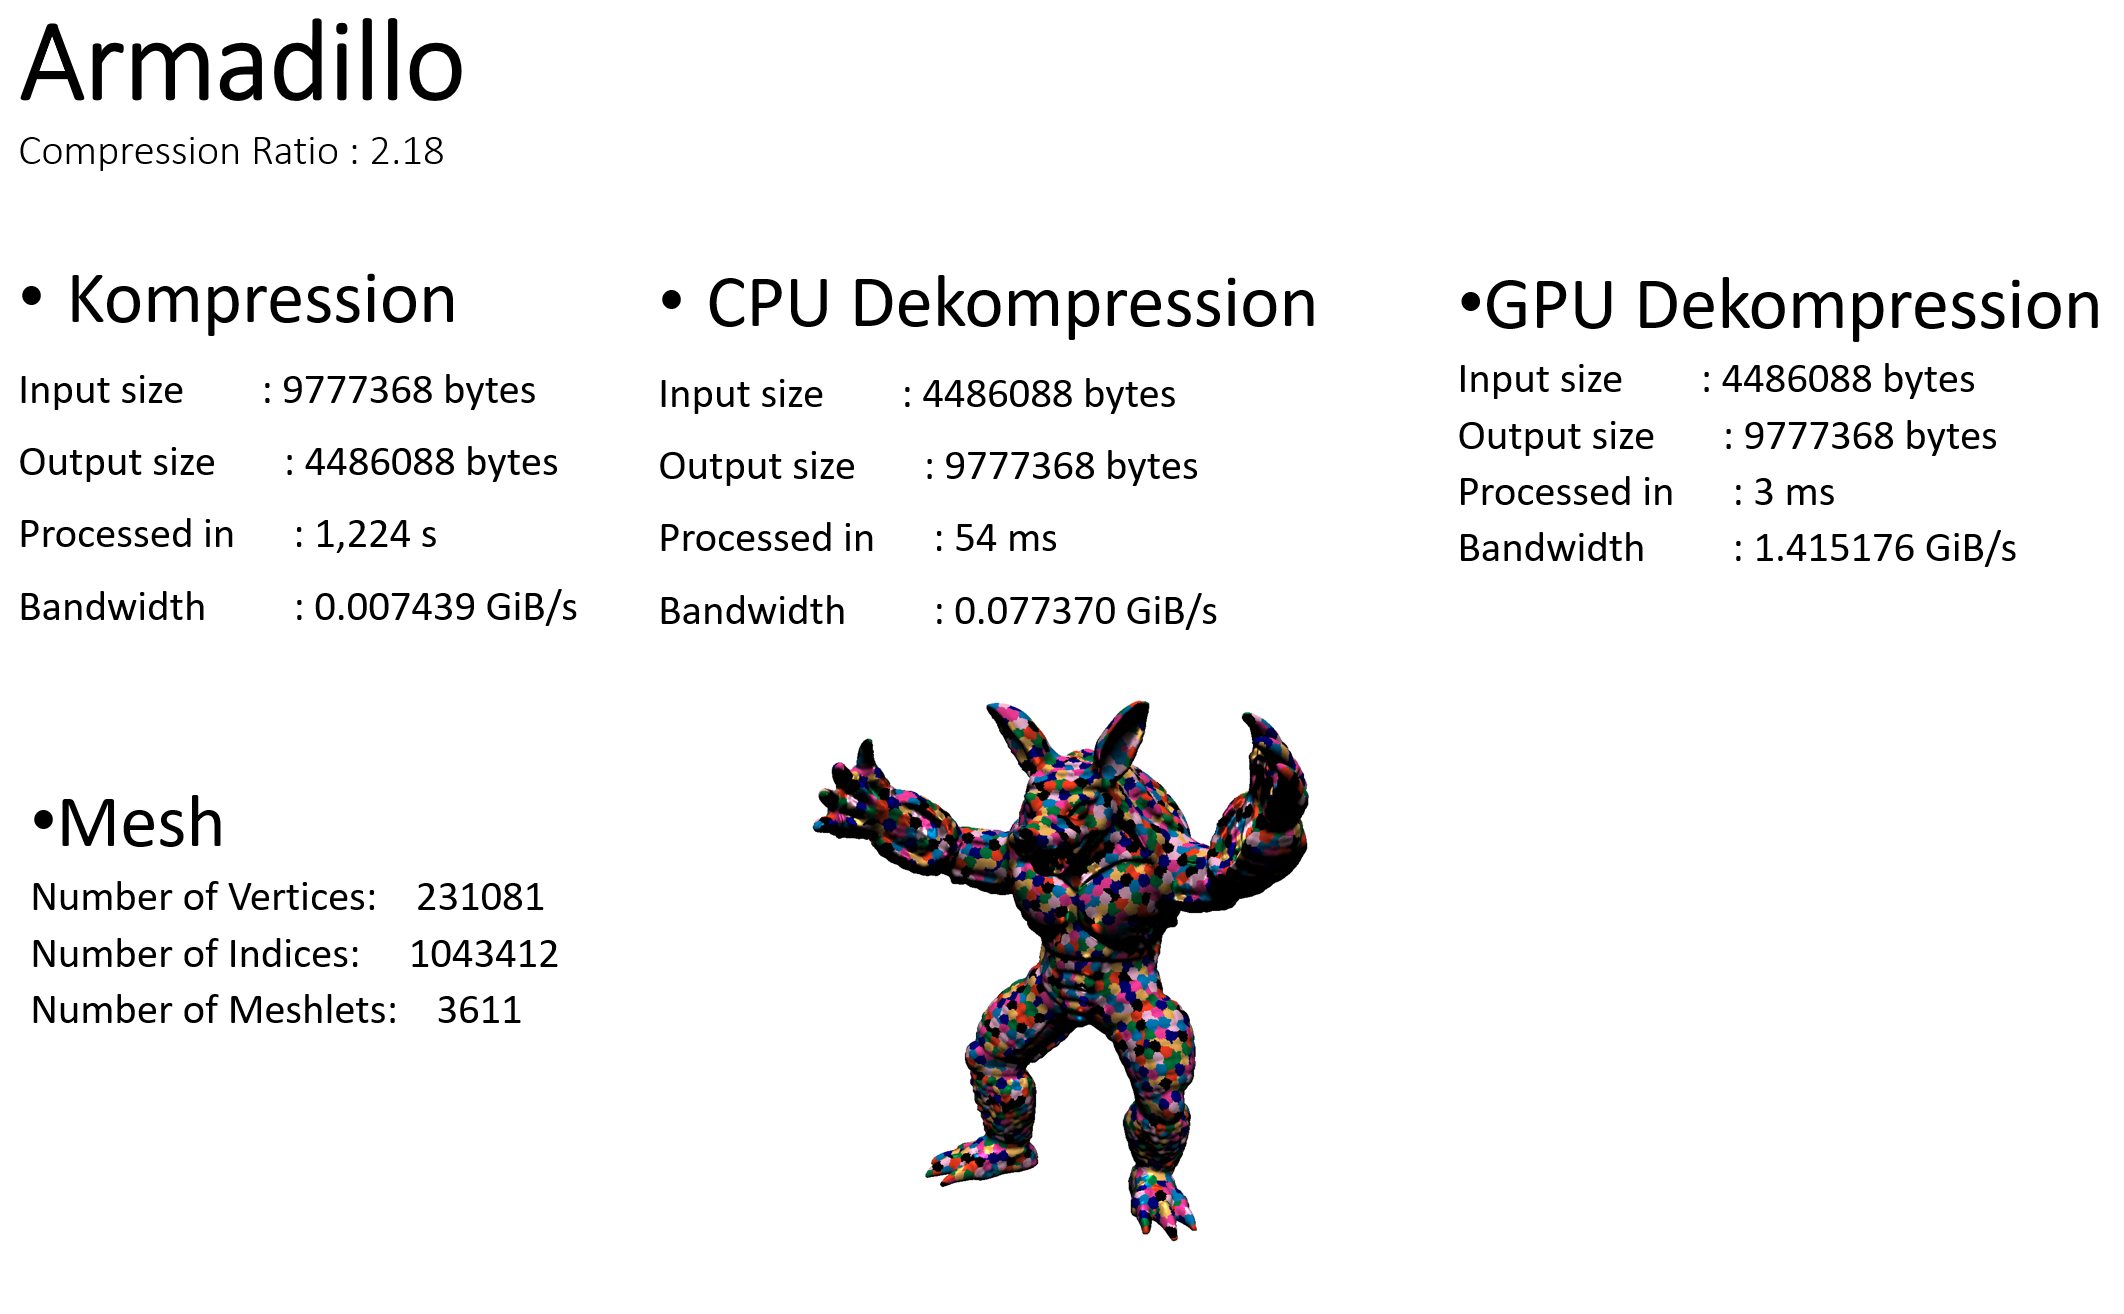 Armadillo
Compression Ratio : 2.18
• Kompression
Input size : 9777368 bytes
Output size : 4486088 bytes
Processed in : 1,224 s
Bandwidth : 0.007439 GiB/s
• CPU Dekompression
Input size : 4486088 bytes
Output size : 9777368 bytes
Processed in : 54 ms
Bandwidth : 0.077370 GiB/s
•GPU Dekompression
Input size : 4486088 bytes
Output size : 9777368 bytes
Processed in : 3 ms
Bandwidth : 1.415176 GiB/s
•Mesh
Number of Vertices: 231081
Number of Indices: 1043412
Number of Meshlets: 3611